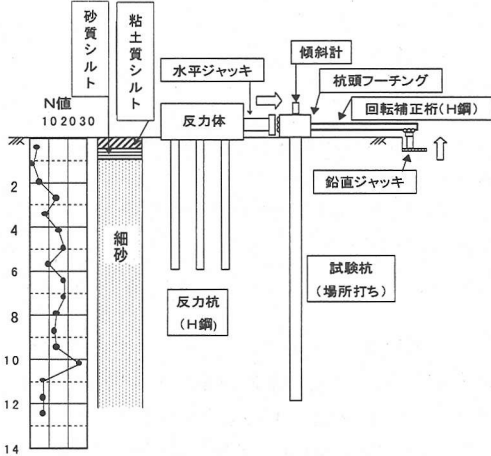 砂質シルト
粘土質シルト
N値
10 20 30
水平ジャッキ
傾斜計
杭頭フーチング
回転補正桁(H鋼)
反力体
鉛直ジャッキ
細砂
反力杭
(H鋼)
試験杭
(場所打ち)
2
4
6
8
10
12
14